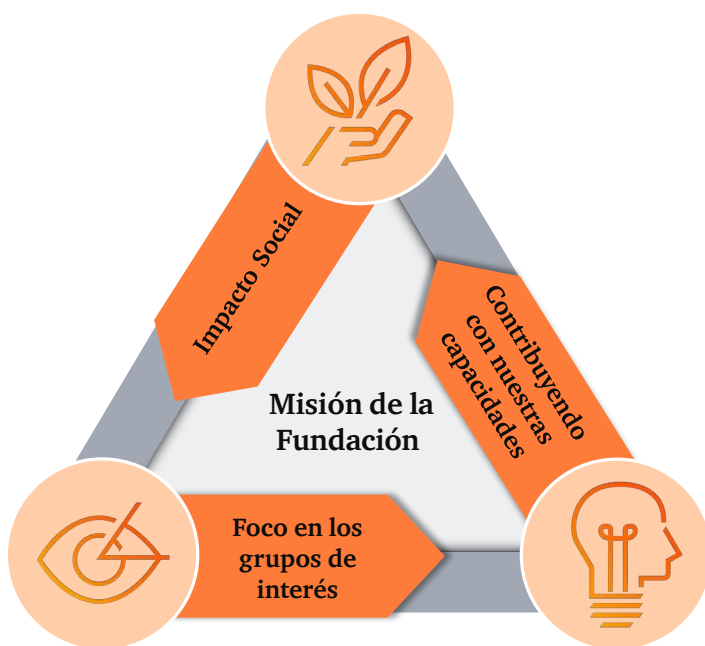 Impacto Social
Contribuyendo
con nuestras
capacidades
Misión de la
Fundación
Foco en los
grupos de
interés